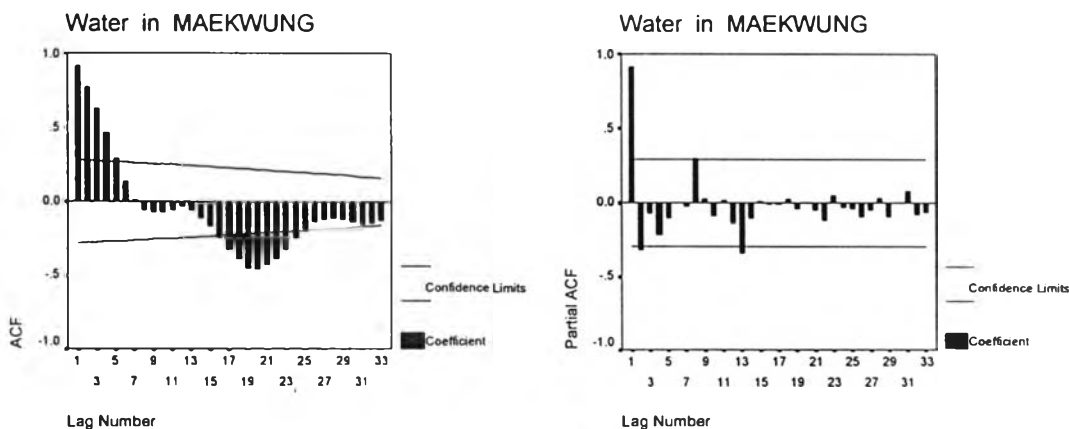 Water in MAEKWUNG
1.0
.5
0.0
-.5
-1.0
ACF
1 5 9 13 17 21 25 29 33
3 7 11 15 19 23 27 31
Lag Number
Confidence Limits
Coefficient
Water in MAEKWUNG
1.0
.5
0.0
-.5
-1.0
Partial ACF
1 5 9 13 17 21 25 29 33
3 7 11 15 19 23 27 31
Lag Number
Confidence Limits
Coefficient